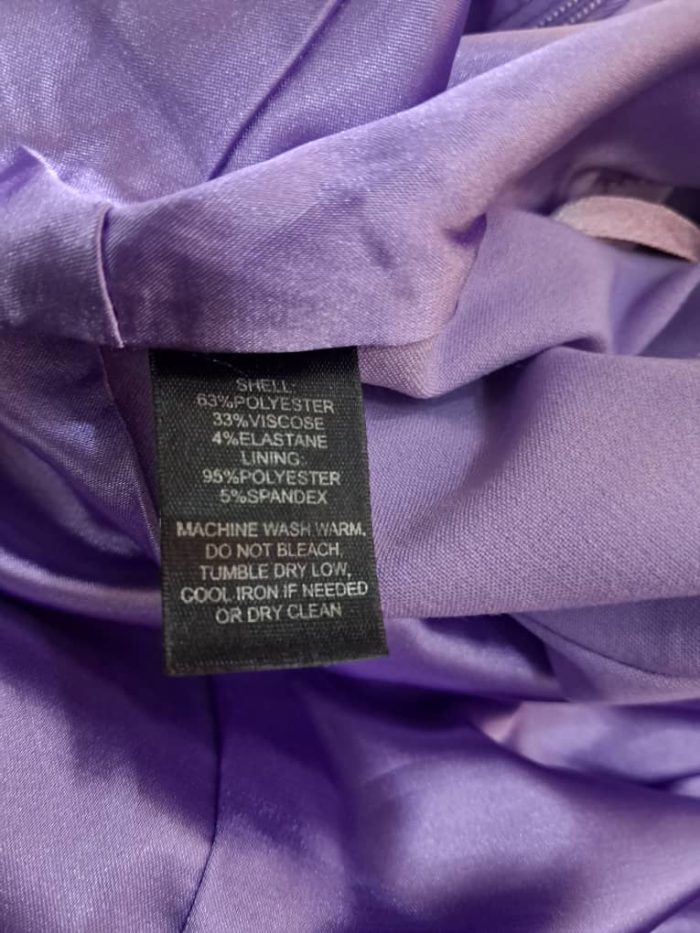 SHELL:
63%POLYESTER
33%VISCOSE
4%ELASTANE
LINING:
95%POLYESTER
5%SPANDEX
MACHINE WASH WARM,
DO NOT BLEACH,
TUMBLE DRY LOW,
COOL IRON IF NEEDED
OR DRY CLEAN